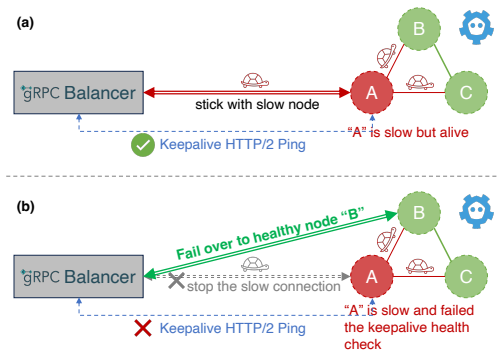 (a)
B
gRPC Balancer
stick with slow node
A
C
"A" is slow but alive
Keepalive HTTP/2 Ping
(b)
B
Fail over to healthy node "B"
gRPC Balancer
stop the slow connection
A
C
"A" is slow and failed
the keepalive health
check
Keepalive HTTP/2 Ping